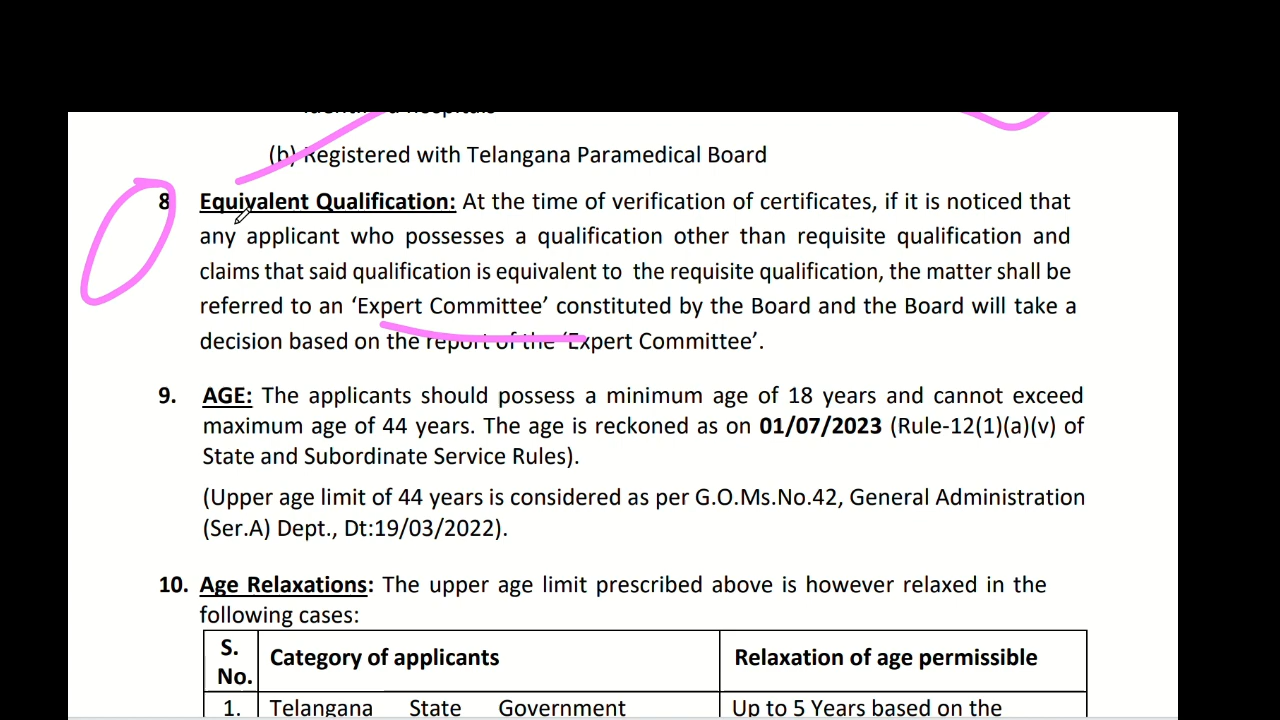 (b) Registered with Telangana Paramedical Board
8 Equivalent Qualification: At the time of verification of certificates, if it is noticed that
any applicant who possesses a qualification other than requisite qualification and
claims that said qualification is equivalent to the requisite qualification, the matter shall be
referred to an ‘Expert Committee’ constituted by the Board and the Board will take a
decision based on the report of the ‘Expert Committee’.
9. AGE: The applicants should possess a minimum age of 18 years and cannot exceed
maximum age of 44 years. The age is reckoned as on 01/07/2023 (Rule-12(1)(a)(v) of
State and Subordinate Service Rules).
(Upper age limit of 44 years is considered as per G.O.Ms.No.42, General Administration
(Ser.A) Dept., Dt:19/03/2022).
10. Age Relaxations: The upper age limit prescribed above is however relaxed in the
following cases:
S. No. Category of applicants Relaxation of age permissible
1. Telangana State Government Up to 5 Years based on the